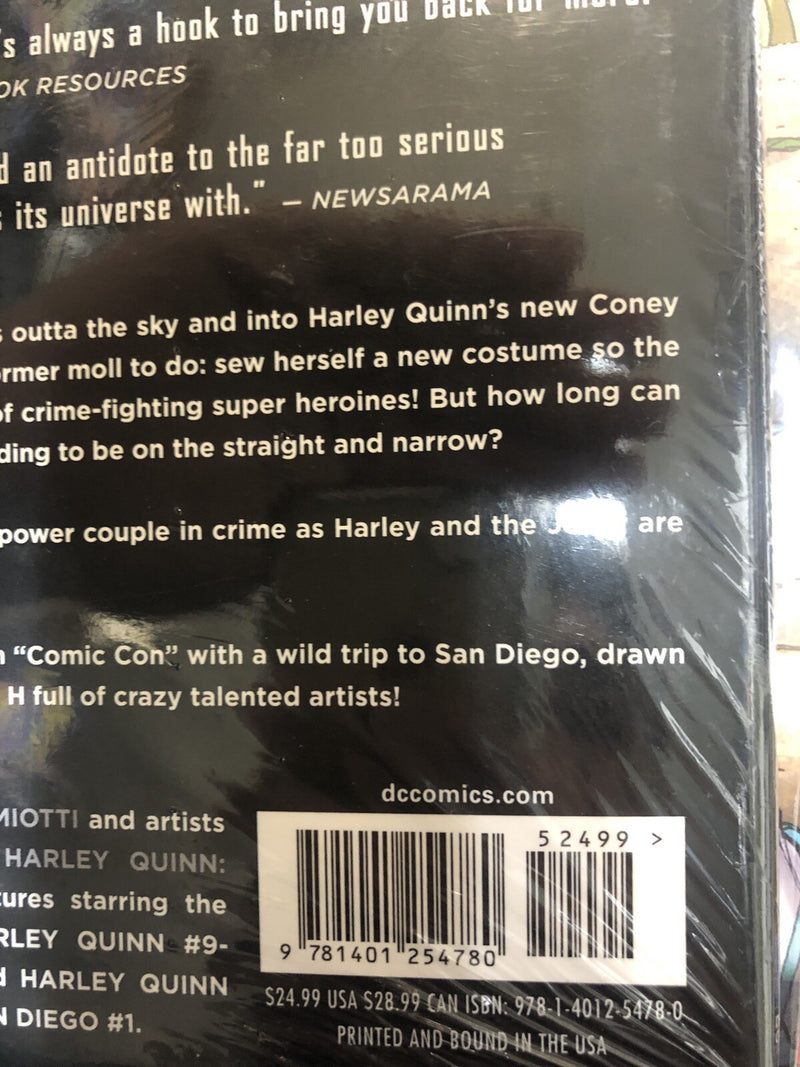 's always a hook to bring you back for more.
OK RESOURCES
d an antidote to the far too serious
its universe with." – NEWSARAMA
outta the sky and into Harley Quinn's new Coney
rmer moll to do: sew herself a new costume so the
of crime-fighting super heroines! But how long can
ding to be on the straight and narrow?
power couple in crime as Harley and the are
"Comic Con" with a wild trip to San Diego, drawn
H full of crazy talented artists!
dccomics.com
MIOTTI and artists
HARLEY QUINN:
tures starring the
RLEY QUINN #9-
d HARLEY QUINN
N DIEGO #1.
52499 >
9 781401 254780
$24.99 USA $28.99 CAN ISBN: 978-1-4012-5478-0
PRINTED AND BOUND IN THE USA